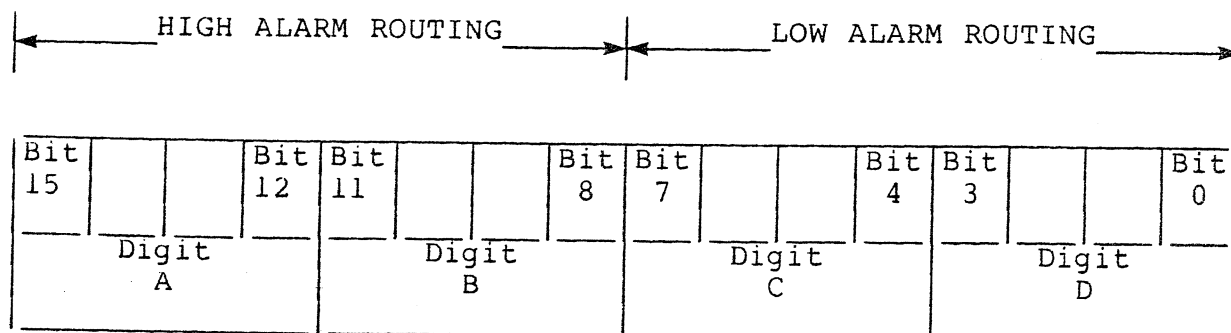 HIGH ALARM ROUTING LOW ALARM ROUTING
Bit Bit Bit Bit Bit Bit Bit Bit
15 12 11 8 7 4 3 0
Digit Digit Digit Digit
A B C D